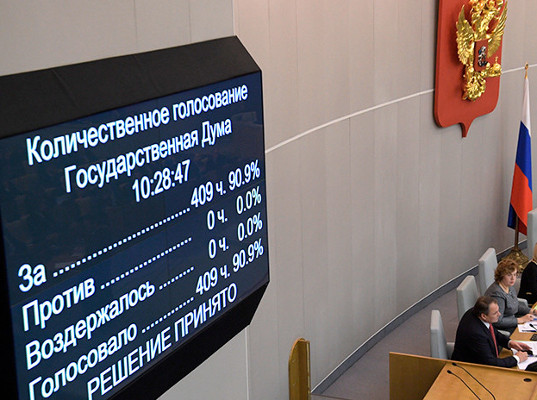 Количественное голосование
Государственная Дума
10:28:47
За .................... 409 ч. 90.9%
Против ............... 0 ч. 0.0%
Воздержалось ........... 0 ч. 0.0%
Голосовало ............ 409 ч. 90.9%
РЕШЕНИЕ ПРИНЯТО